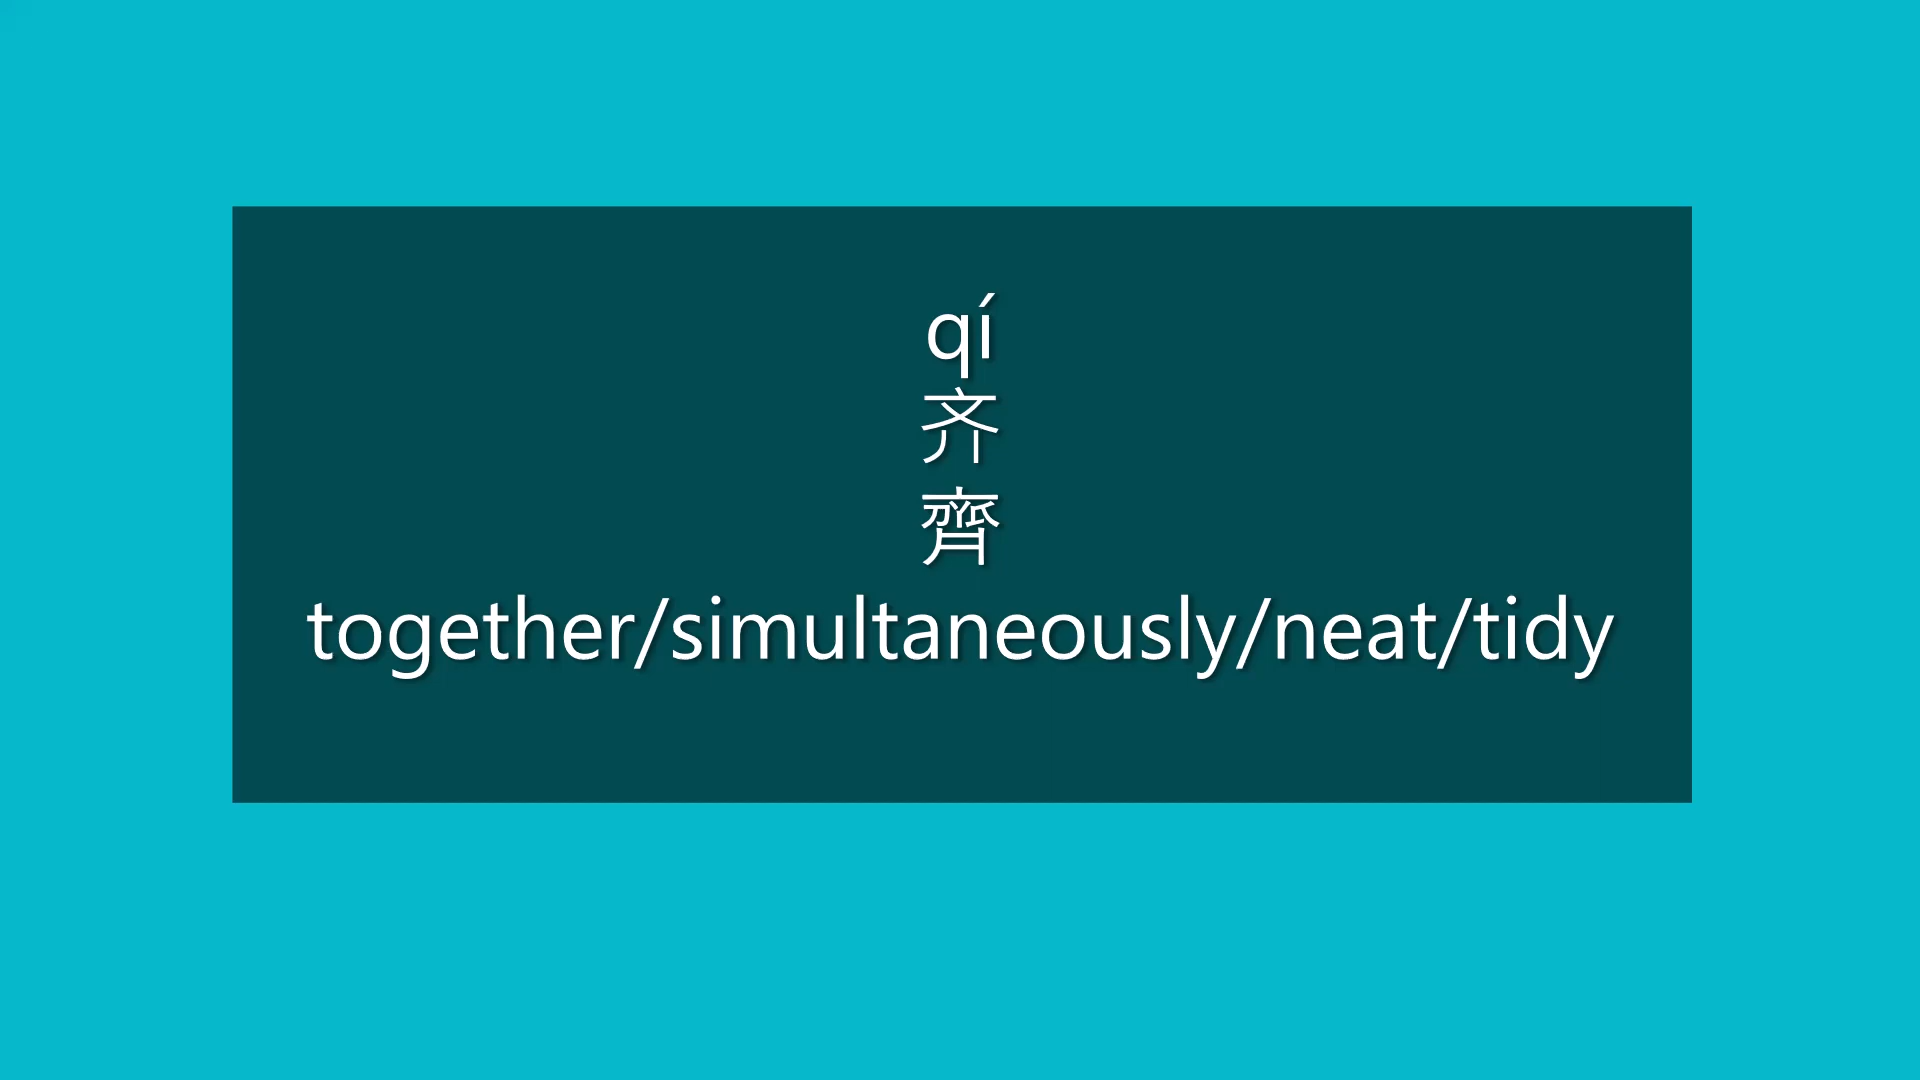 qí
齐
齊
together/simultaneously/neat/tidy